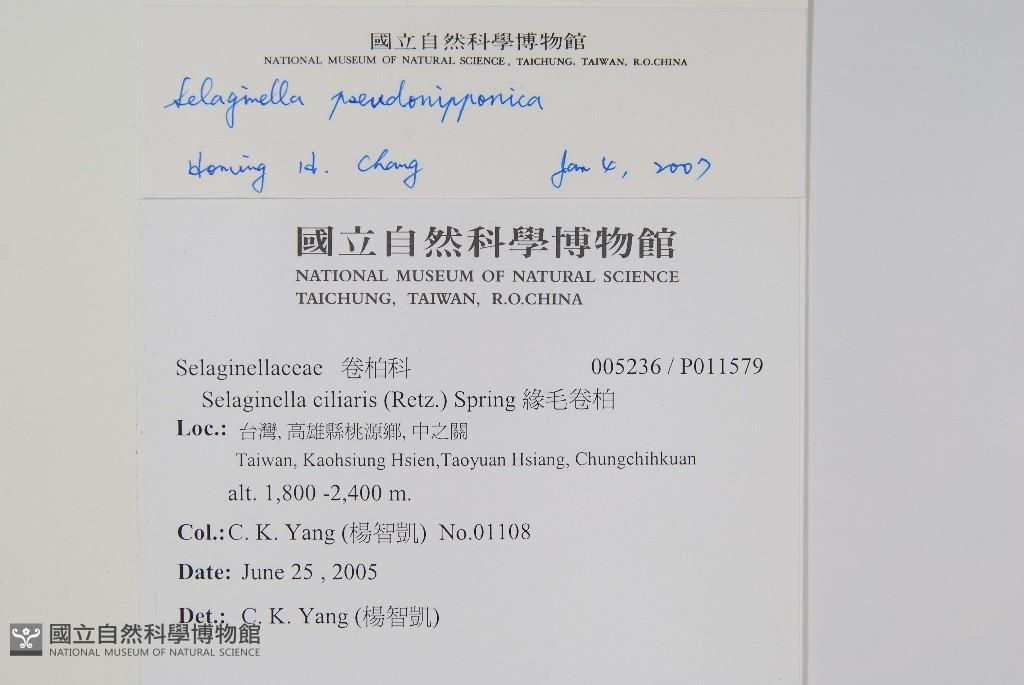 國立自然科學博物館
NATIONAL MUSEUM OF NATURAL SCIENCE, TAICHUNG, TAIWAN, R.O.CHINA
Selaginella pseudonipponica
Homing H. Chang Jan 4, 2007
國立自然科學博物館
NATIONAL MUSEUM OF NATURAL SCIENCE
TAICHUNG, TAIWAN, R.O.CHINA
Selaginellaceae 卷柏科 005236 / P011579
Selaginella ciliaris (Retz.) Spring 緣毛卷柏
Loc.: 台灣, 高雄縣桃源鄉, 中之關
Taiwan, Kaohsiung Hsien,Taoyuan Hsiang, Chungchihkuan
alt. 1,800 -2,400 m.
Col.: C. K. Yang (楊智凱) No.01108
Date: June 25 , 2005
Det.: C. K. Yang (楊智凱)
國立自然科學博物館
NATIONAL MUSEUM OF NATURAL SCIENCE